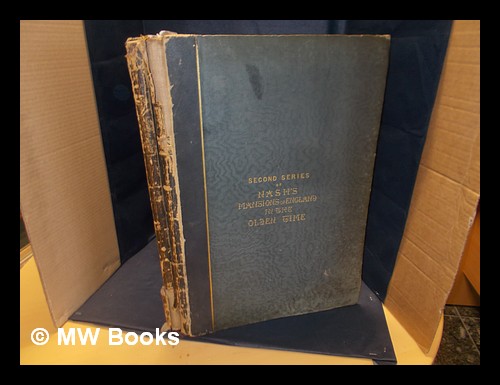 SECOND SERIES
OF
NASH'S
MANSIONS OF ENGLAND
IN THE
OLDEN TIME
© MW Books